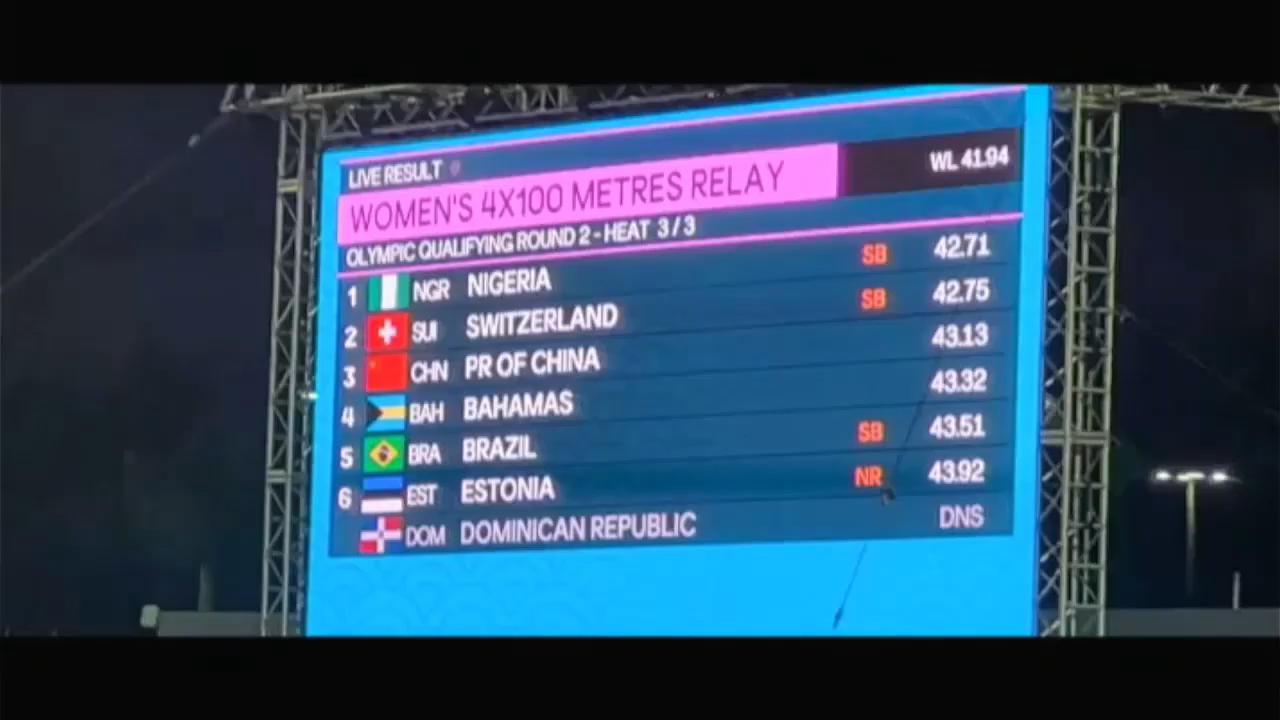 LIVE RESULT
WL 41.94
WOMEN'S 4X100 METRES RELAY
OLYMPIC QUALIFYING ROUND 2 - HEAT 3 / 3
1 NGR NIGERIA SB 42.71
2 SUI SWITZERLAND SB 42.75
3 CHN PR OF CHINA 43.13
4 BAH BAHAMAS 43.32
5 BRA BRAZIL SB 43.51
6 EST ESTONIA NR 43.92
DOM DOMINICAN REPUBLIC DNS